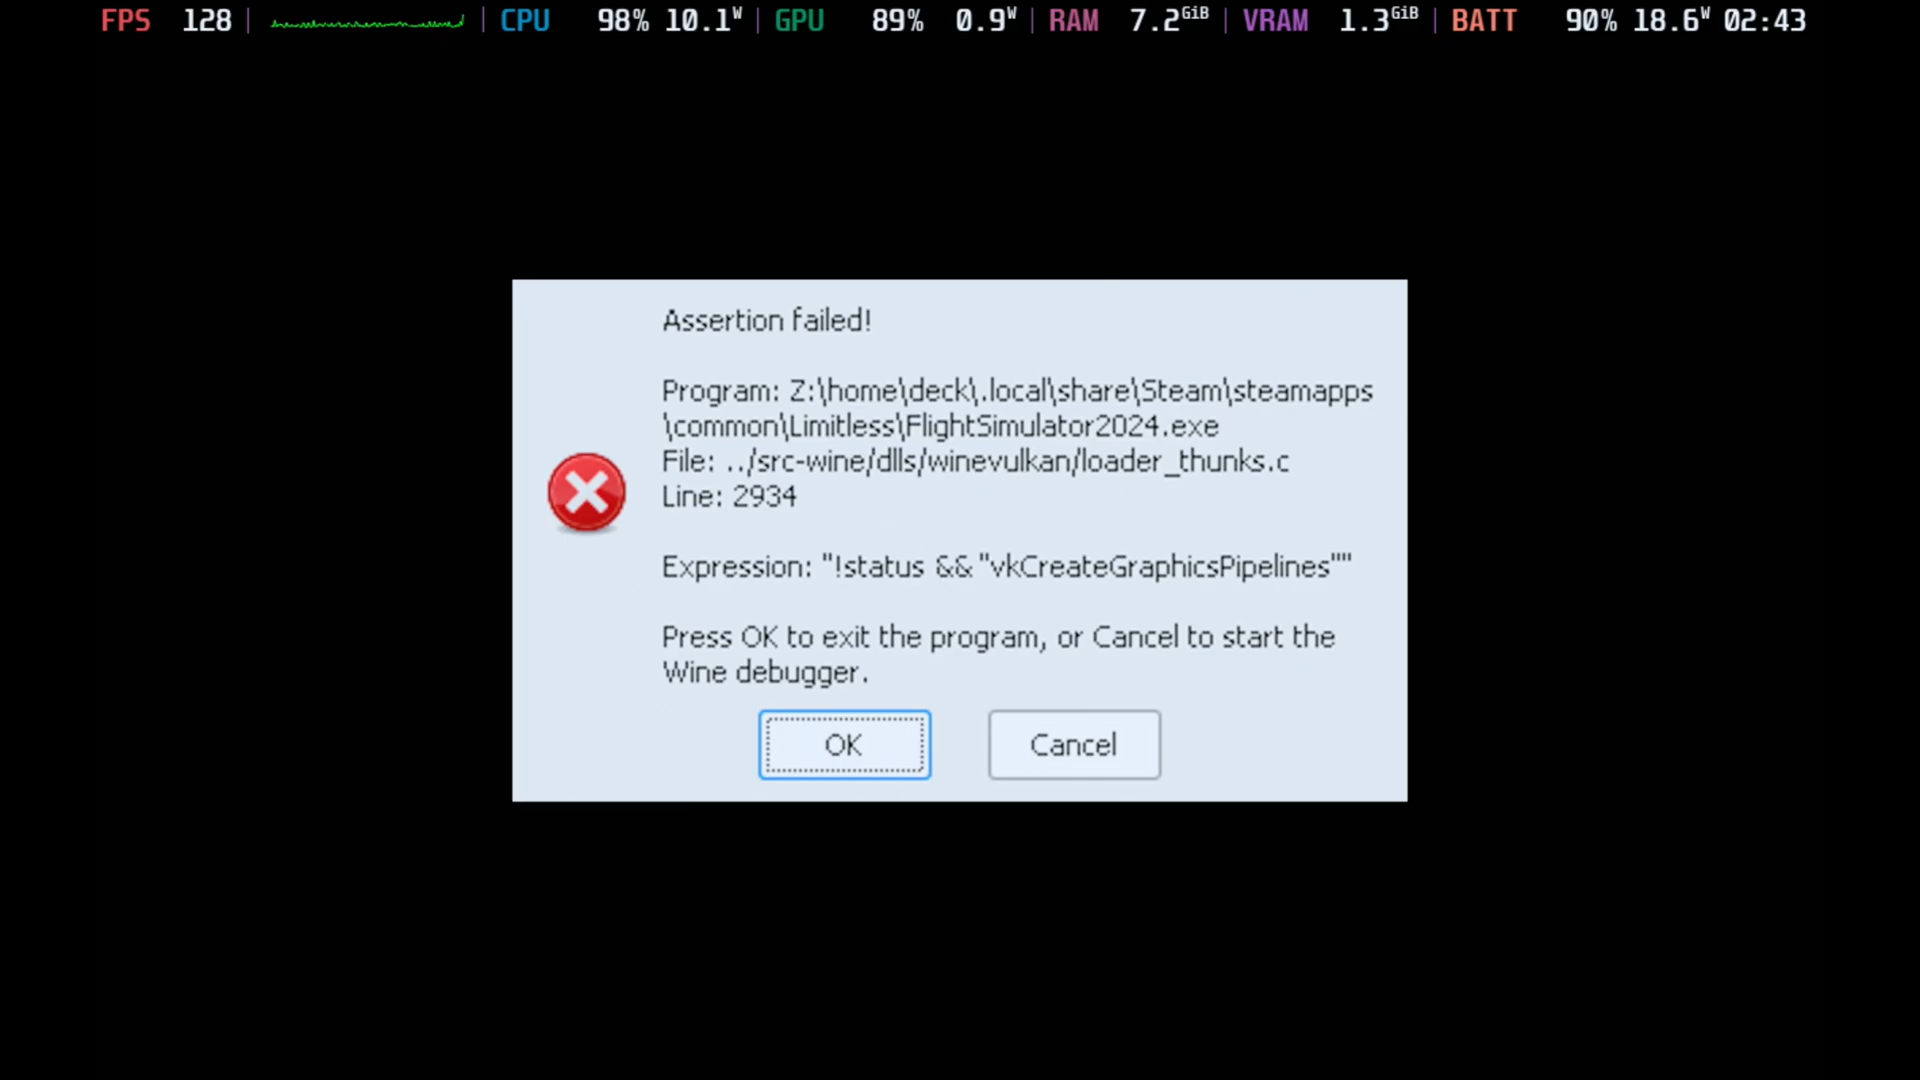 FPS 128 | | CPU 98% 10.1W | GPU 89% 0.9W | RAM 7.2GiB | VRAM 1.3GiB | BATT 90% 18.6W 02:43
Assertion failed!
Program: Z:\home\deck\.local\share\Steam\steamapps
\common\Limitless\FlightSimulator2024.exe
File: ../src-wine/dlls/winevulkan/loader_thunks.c
Line: 2934
Expression: "!status && "vkCreateGraphicsPipelines""
Press OK to exit the program, or Cancel to start the
Wine debugger.
OK Cancel